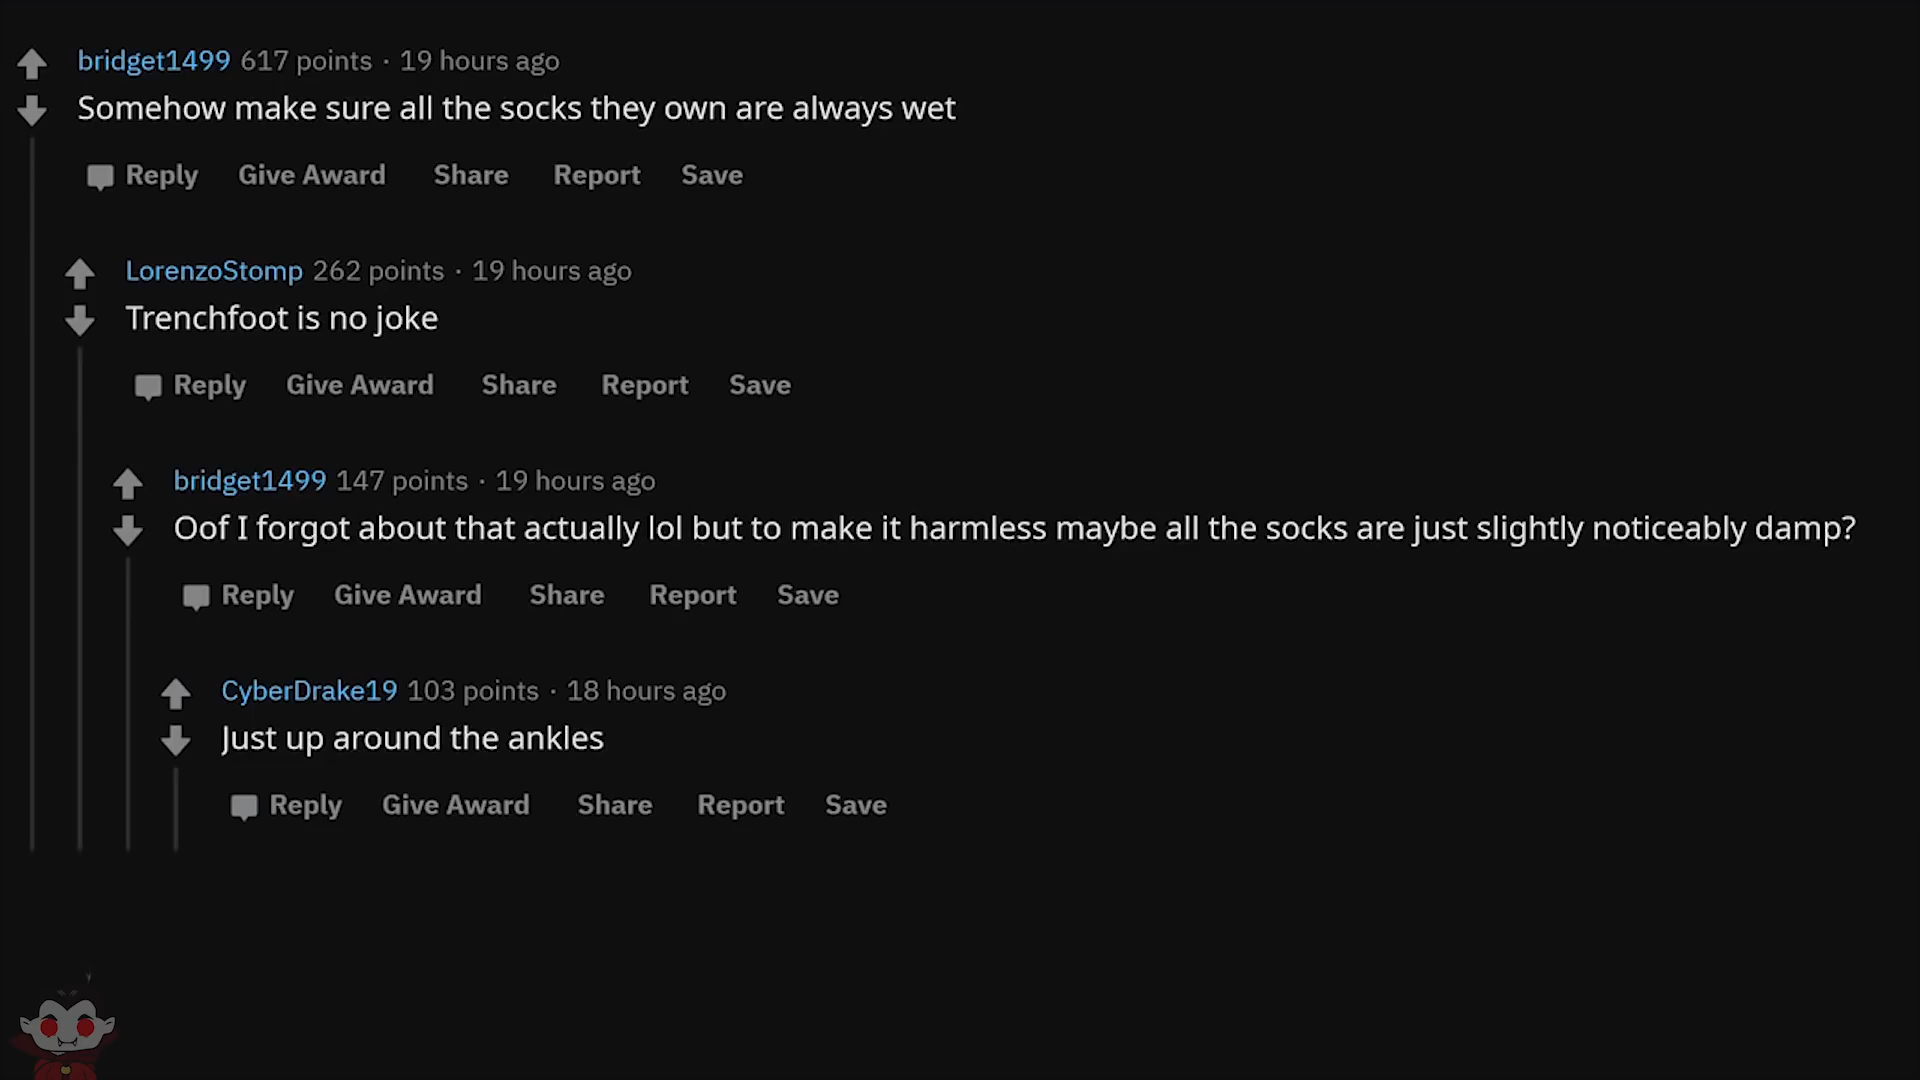 bridget1499 617 points · 19 hours ago
Somehow make sure all the socks they own are always wet
Reply Give Award Share Report Save
LorenzoStomp 262 points · 19 hours ago
Trenchfoot is no joke
Reply Give Award Share Report Save
bridget1499 147 points · 19 hours ago
Oof I forgot about that actually lol but to make it harmless maybe all the socks are just slightly noticeably damp?
Reply Give Award Share Report Save
CyberDrake19 103 points · 18 hours ago
Just up around the ankles
Reply Give Award Share Report Save